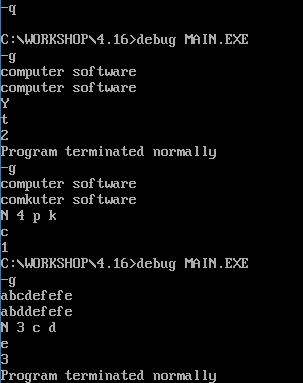 -q
C:\WORKSHOP\4.16>debug MAIN.EXE
-g
computer software
computer software
Y
t
2
Program terminated normally
-g
computer software
comkuter software
N 4 p k
c
1
C:\WORKSHOP\4.16>debug MAIN.EXE
-g
abcdefefe
abddefefe
N 3 c d
e
3
Program terminated normally